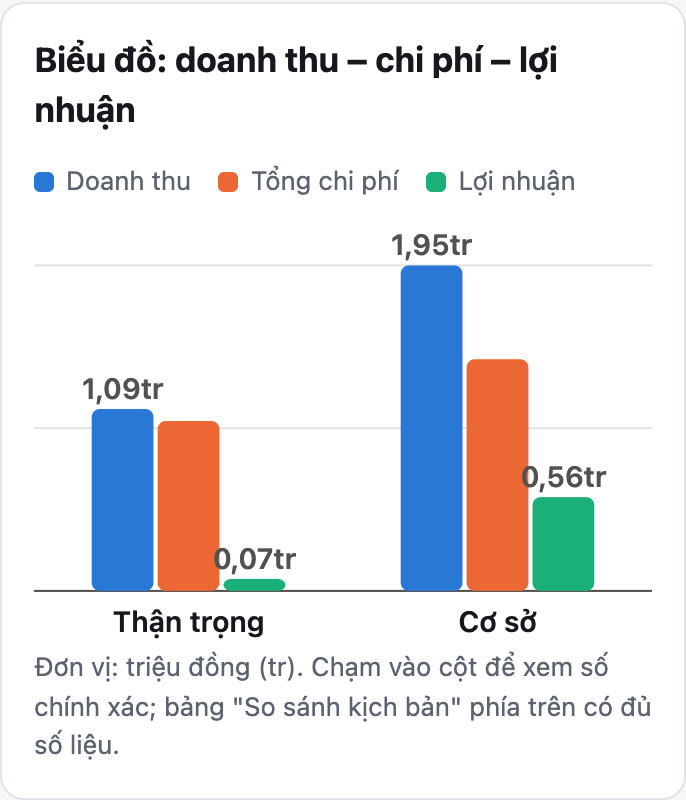 Biểu đồ: doanh thu – chi phí – lợi
nhuận
Doanh thu Tổng chi phí Lợi nhuận
1,95tr
1,09tr
0,56tr
0,07tr
Thận trọng Cơ sở
Đơn vị: triệu đồng (tr). Chạm vào cột để xem số
chính xác; bảng "So sánh kịch bản" phía trên có đủ
số liệu.